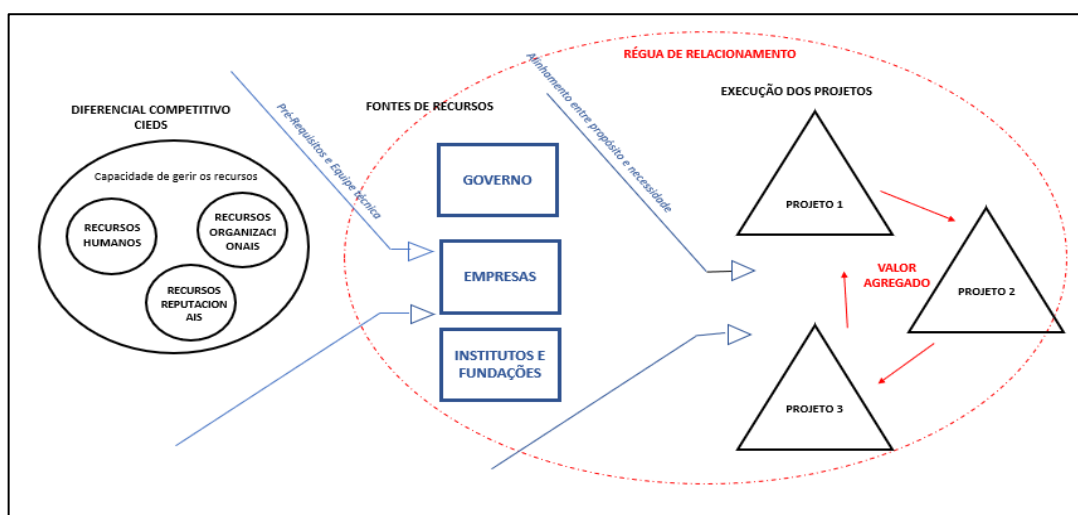 RÉGUA DE RELACIONAMENTO
DIFERENCIAL COMPETITIVO
CIEDS
Capacidade de gerir os recursos
RECURSOS
HUMANOS
RECURSOS
ORGANIZACI
ONAIS
RECURSOS
REPUTACION
AIS
Pré-Requisitos e Equipe técnica
FONTES DE RECURSOS
GOVERNO
EMPRESAS
INSTITUTOS E
FUNDAÇÕES
Alinhamento entre propósito e necessidade
EXECUÇÃO DOS PROJETOS
PROJETO 1
VALOR
AGREGADO
PROJETO 2
PROJETO 3